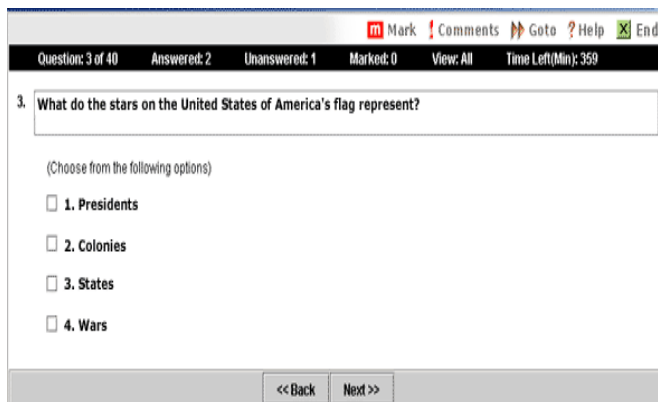 m Mark ! Comments Goto ? Help X End
Question: 3 of 40 Answered: 2 Unanswered: 1 Marked: 0 View: All Time Left(Min): 359
3. What do the stars on the United States of America's flag represent?
(Choose from the following options)
1. Presidents
2. Colonies
3. States
4. Wars
<< Back Next >>